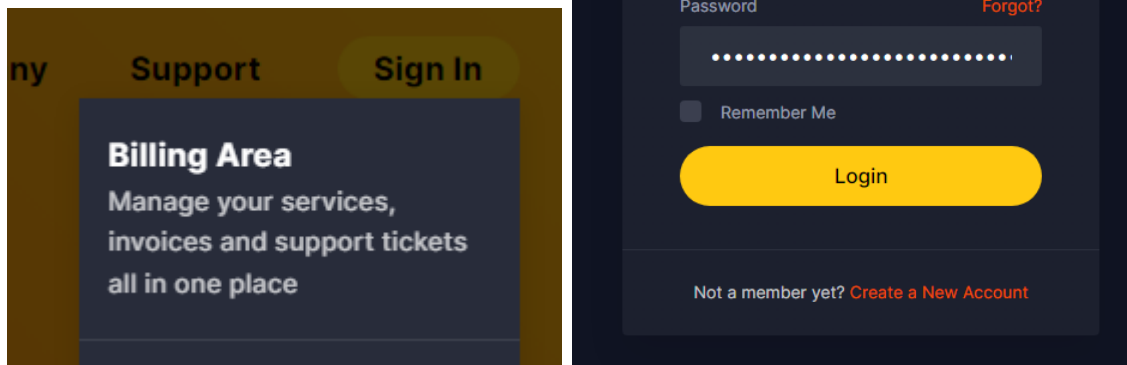 ny
Support
Sign In
Billing Area
Manage your services,
invoices and support tickets
all in one place
Password
Forgot?
Remember Me
Login
Not a member yet? Create a New Account